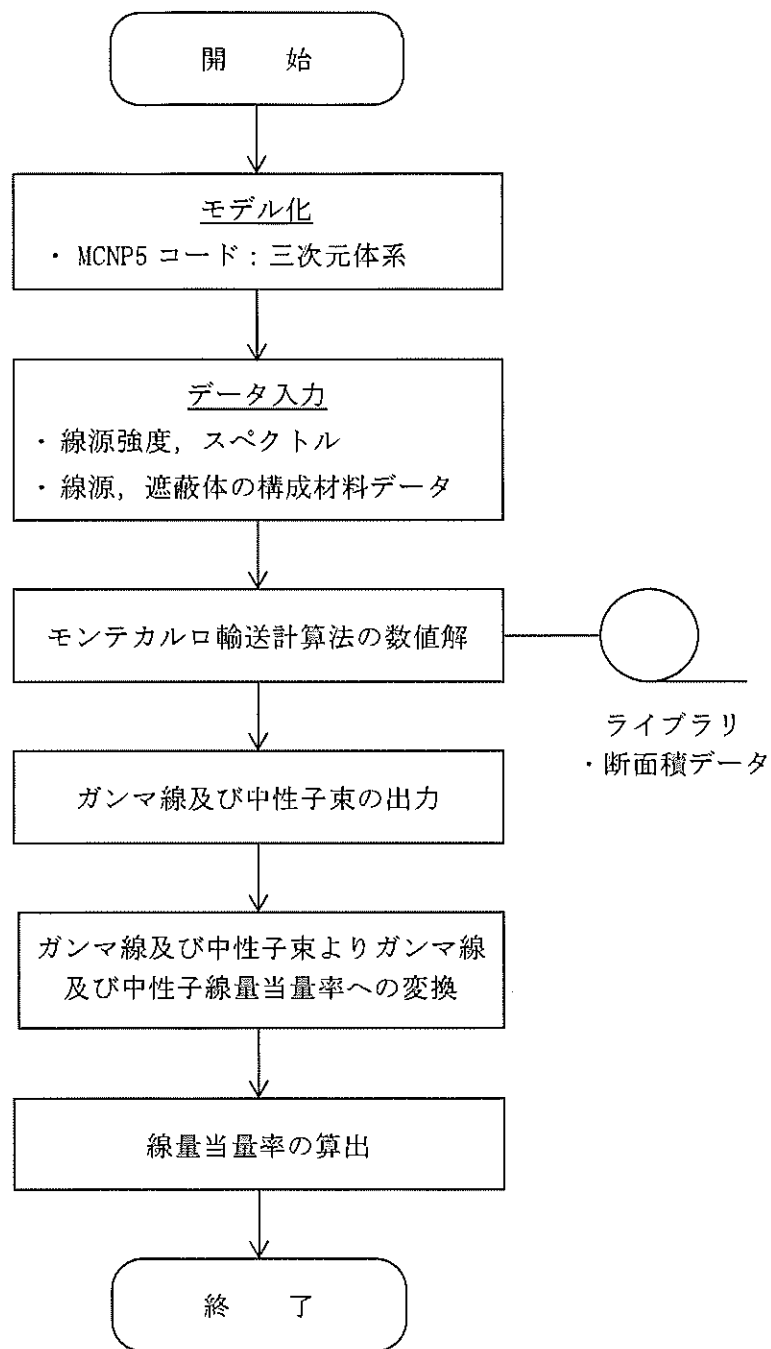 開 始
モデル化
・ MCNP5 コード：三次元体系
データ入力
・ 線源強度，スペクトル
・ 線源，遮蔽体の構成材料データ
モンテカルロ輸送計算法の数値解
ライブラリ
・断面積データ
ガンマ線及び中性子束の出力
ガンマ線及び中性子束よりガンマ線
及び中性子線量当量率への変換
線量当量率の算出
終 了